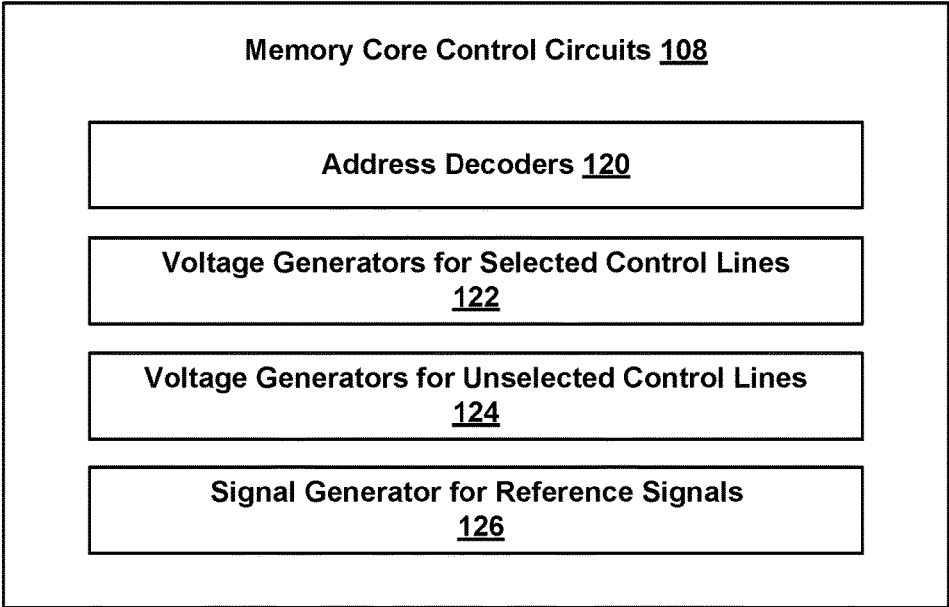 Memory Core Control Circuits 108
Address Decoders 120
Voltage Generators for Selected Control Lines
122
Voltage Generators for Unselected Control Lines
124
Signal Generator for Reference Signals
126